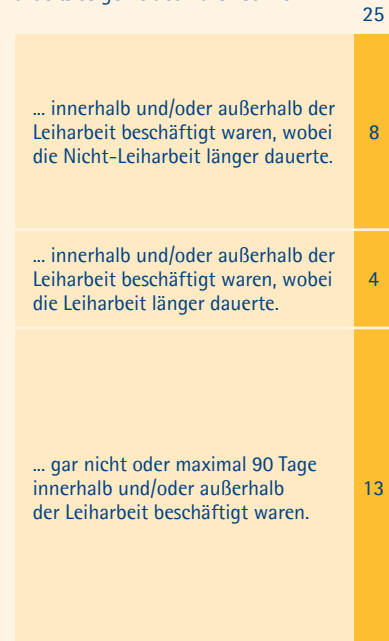 25
... innerhalb und/oder außerhalb der
Leiharbeit beschäftigt waren, wobei
die Nicht-Leiharbeit länger dauerte.
8
... innerhalb und/oder außerhalb der
Leiharbeit beschäftigt waren, wobei
die Leiharbeit länger dauerte.
4
... gar nicht oder maximal 90 Tage
innerhalb und/oder außerhalb
der Leiharbeit beschäftigt waren.
13